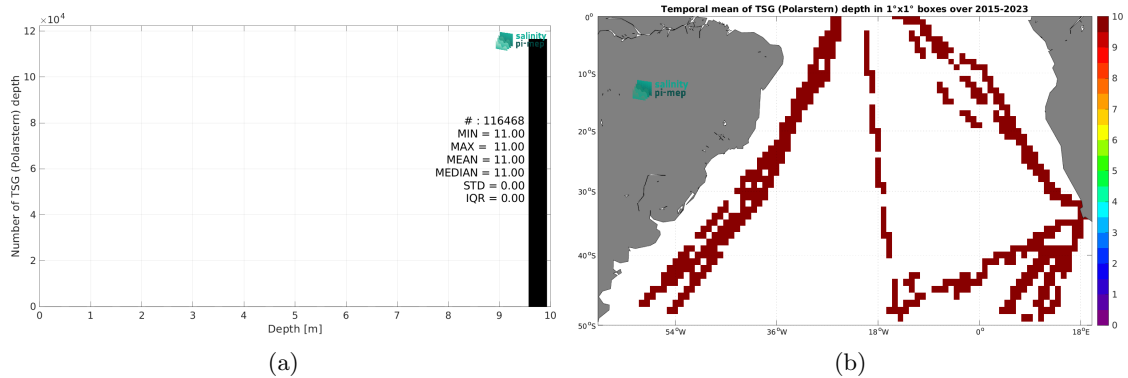 ×10⁴
12
10
8
6
4
2
0
Number of TSG (Polarstern) depth
0 1 2 3 4 5 6 7 8 9 10
Depth [m]
salinity
pi-mep
# : 116468
MIN = 11.00
MAX = 11.00
MEAN = 11.00
MEDIAN = 11.00
STD = 0.00
IQR = 0.00
(a)
Temporal mean of TSG (Polarstern) depth in 1°x1° boxes over 2015-2023
salinity
pi-mep
0°
10°S
20°S
30°S
40°S
50°S
54°W 36°W 18°W 0° 18°E
10
9
8
7
6
5
4
3
2
1
0
(b)